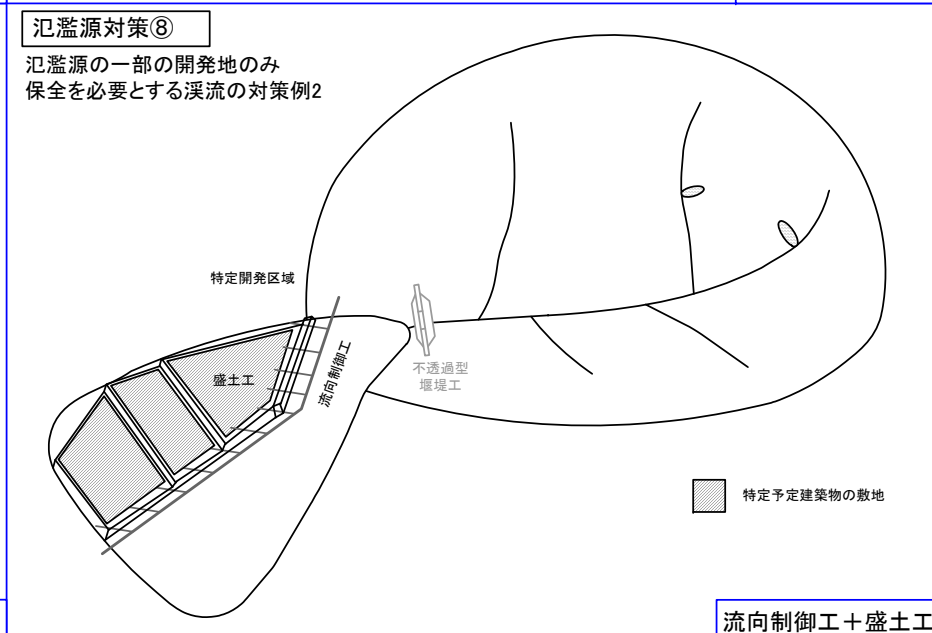 氾濫源対策⑧
氾濫源の一部の開発地のみ
保全を必要とする渓流の対策例2
特定開発区域
盛土工
流向制御工
不透過型
堰堤工
特定予定建築物の敷地
流向制御工＋盛土工